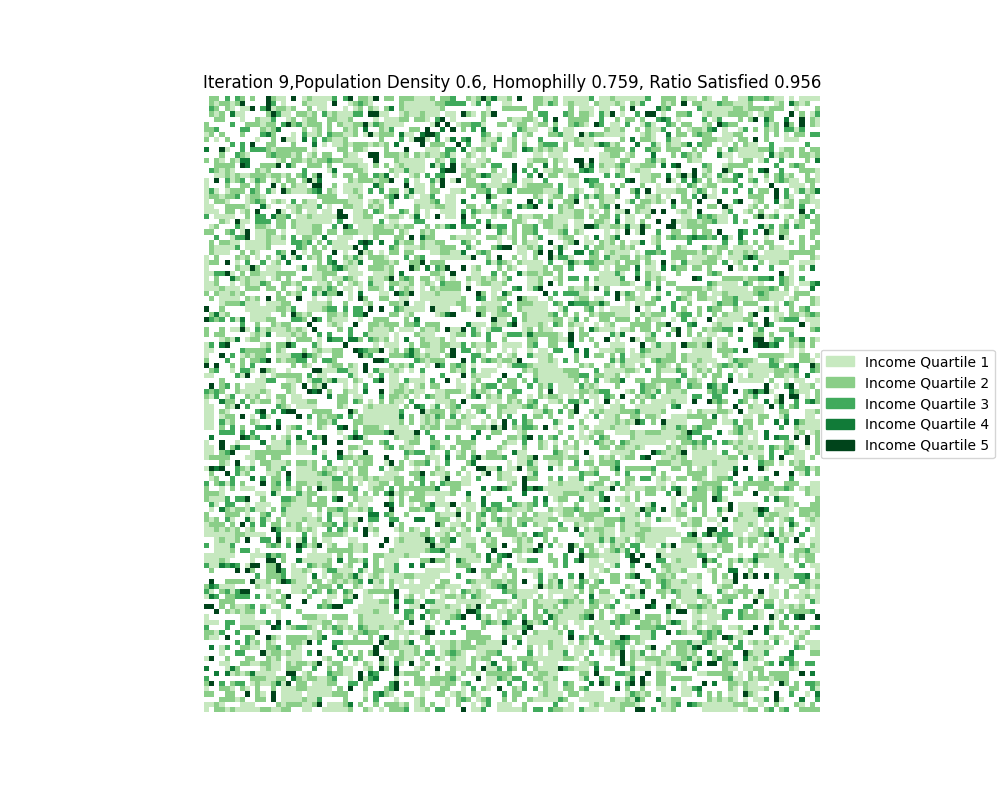 Iteration 9,Population Density 0.6, Homophilly 0.759, Ratio Satisfied 0.956
Income Quartile 1
Income Quartile 2
Income Quartile 3
Income Quartile 4
Income Quartile 5